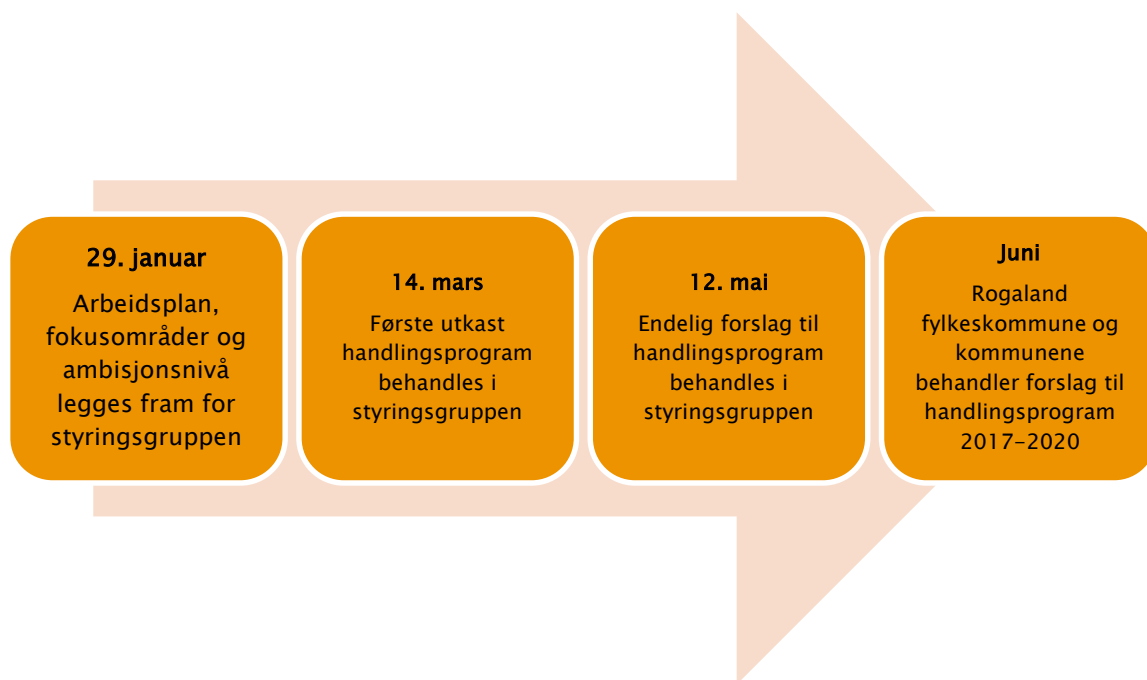 29. januar
Arbeidsplan,
fokusområder og
ambisjonsnivå
legges fram for
styringsgruppen
14. mars
Første utkast
handlingsprogram
behandles i
styringsgruppen
12. mai
Endelig forslag til
handlingsprogram
behandles i
styringsgruppen
Juni
Rogaland
fylkeskommune og
kommunene
behandler forslag til
handlingsprogram
2017-2020